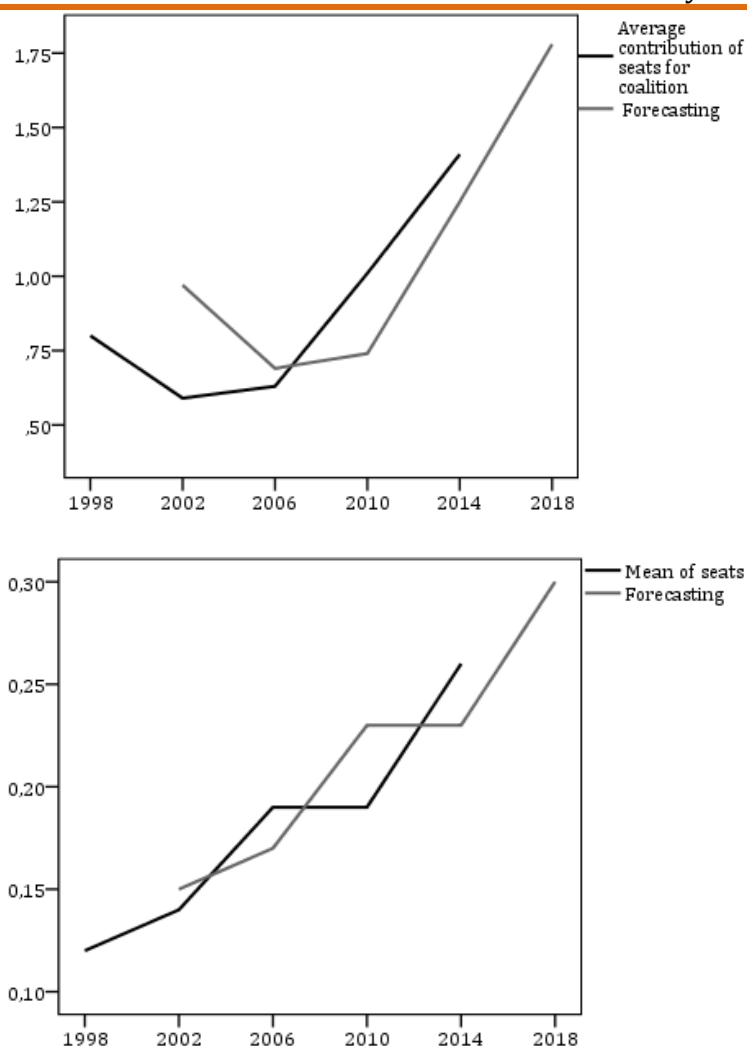 Average
contribution of
seats for
coalition
Forecasting
1,75
1,50
1,25
1,00
,75
,50
1998 2002 2006 2010 2014 2018
Mean of seats
Forecasting
0,30
0,25
0,20
0,15
0,10
1998 2002 2006 2010 2014 2018